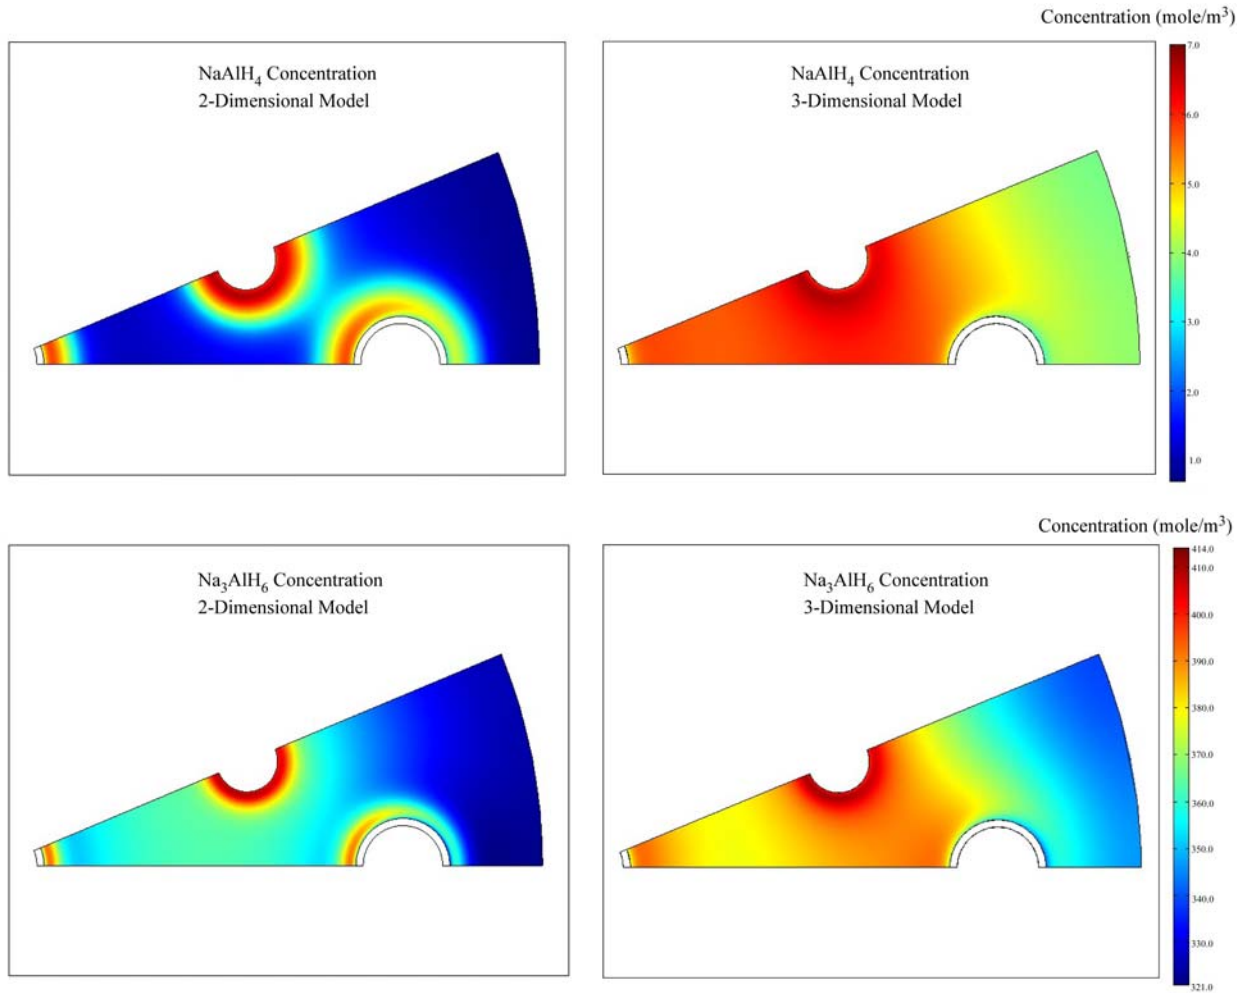 Concentration (mole/m³)
NaAlH₄ Concentration
2-Dimensional Model
NaAlH₄ Concentration
3-Dimensional Model
7.0
6.0
5.0
4.0
3.0
2.0
1.0
Concentration (mole/m³)
Na₃AlH₆ Concentration
2-Dimensional Model
Na₃AlH₆ Concentration
3-Dimensional Model
414.0
410.0
400.0
390.0
380.0
370.0
360.0
350.0
340.0
330.0
321.0